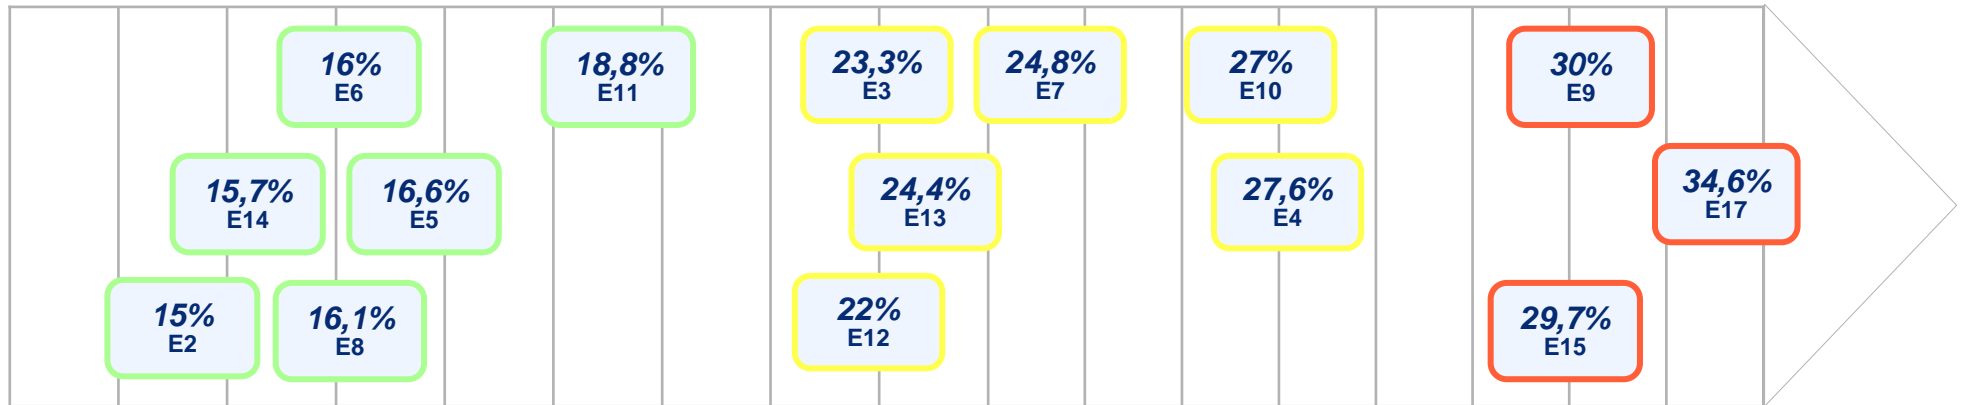 16%
E6
18,8%
E11
23,3%
E3
24,8%
E7
27%
E10
30%
E9
15,7%
E14
16,6%
E5
24,4%
E13
27,6%
E4
34,6%
E17
15%
E2
16,1%
E8
22%
E12
29,7%
E15